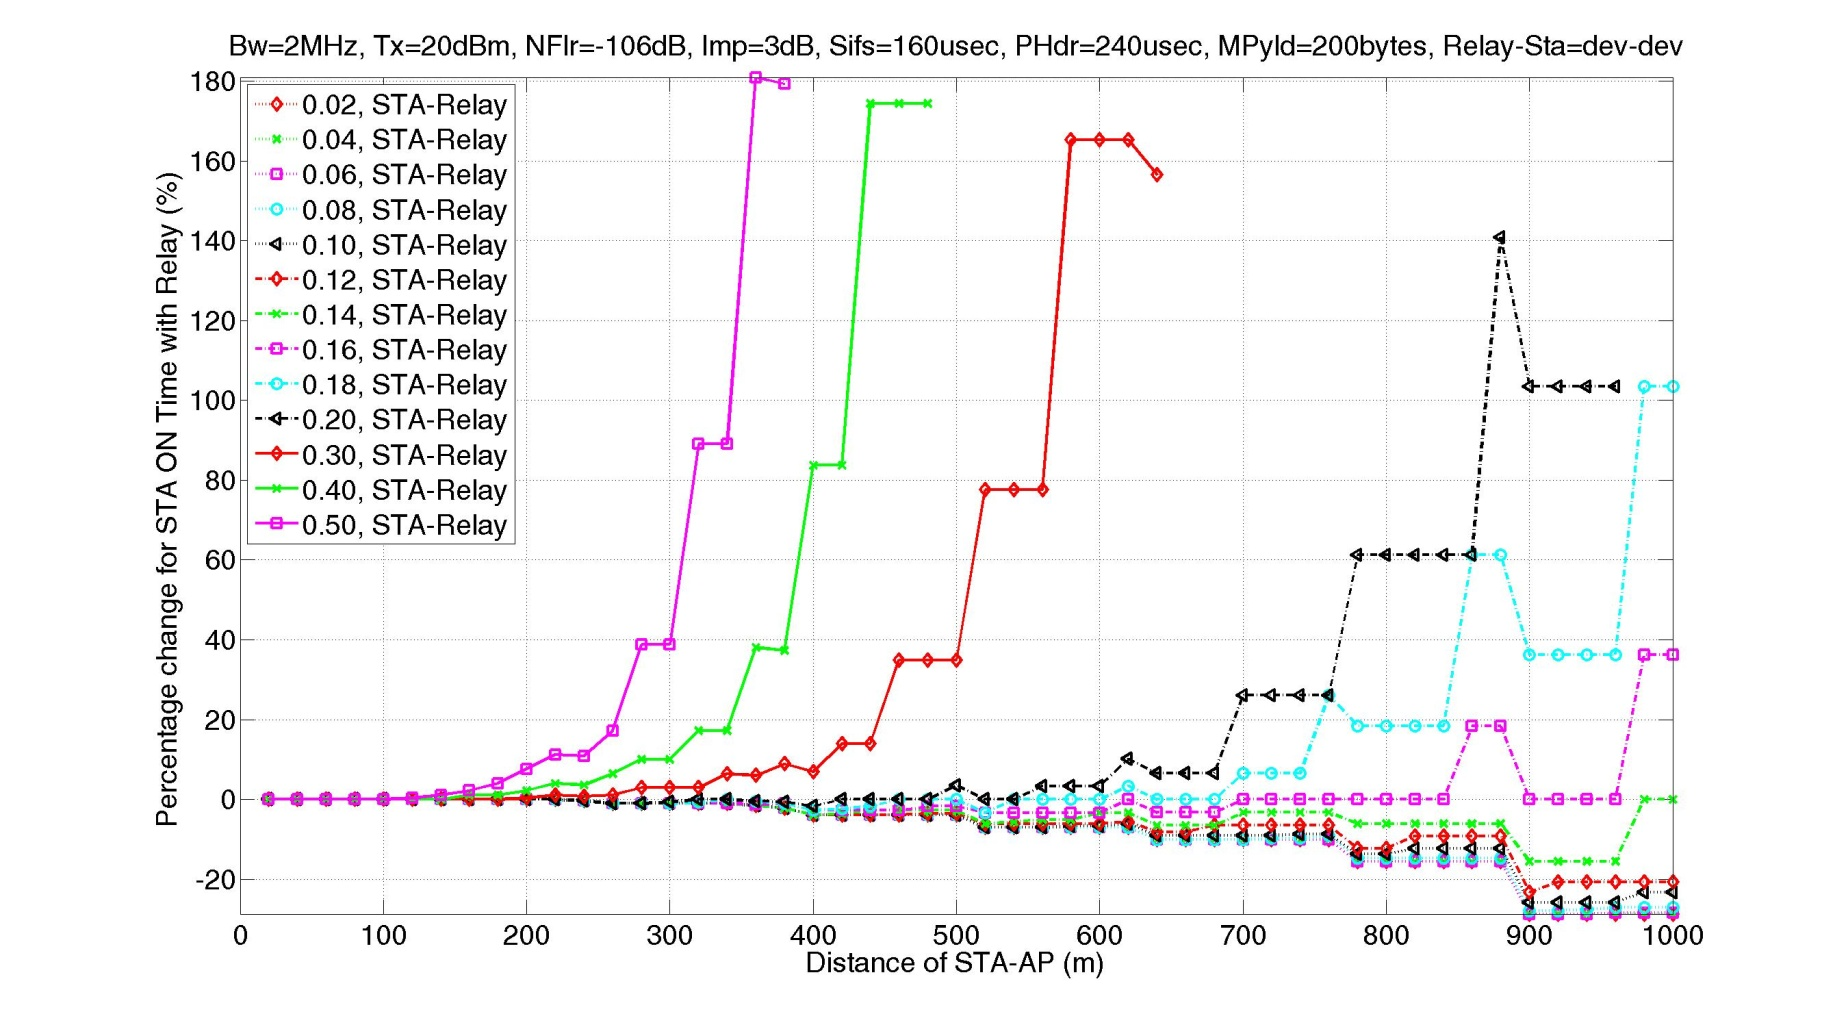 Bw=2MHz, Tx=20dBm, NFlr=-106dB, Imp=3dB, Sifs=160usec, PHdr=240usec, MPyld=200bytes, Relay-Sta=dev-dev
Percentage change for STA ON Time with Relay (%)
180
160
140
120
100
80
60
40
20
0
-20
0.02, STA-Relay
0.04, STA-Relay
0.06, STA-Relay
0.08, STA-Relay
0.10, STA-Relay
0.12, STA-Relay
0.14, STA-Relay
0.16, STA-Relay
0.18, STA-Relay
0.20, STA-Relay
0.30, STA-Relay
0.40, STA-Relay
0.50, STA-Relay
0 100 200 300 400 500 600 700 800 900 1000
Distance of STA-AP (m)